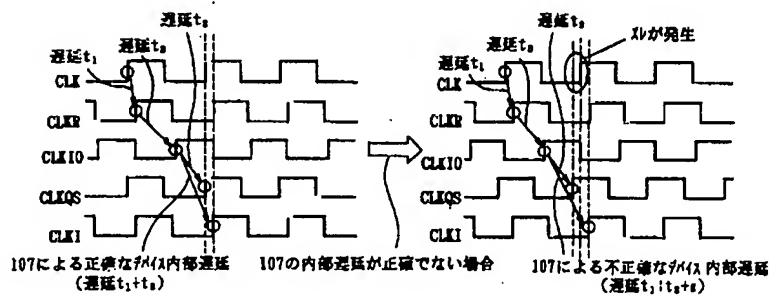 遅延t₂
遅延t₃
遅延t₁
CLK
CLKR
CLKIO
CLKQS
CLKI
107による正確なデバイス内部遅延
(遅延t₁+t₂)
107の内部遅延が正確でない場合
遅延t₂
ズレが発生
遅延t₃
遅延t₁
CLK
CLKR
CLKIO
CLKQS
CLKI
107による不正確なデバイス内部遅延